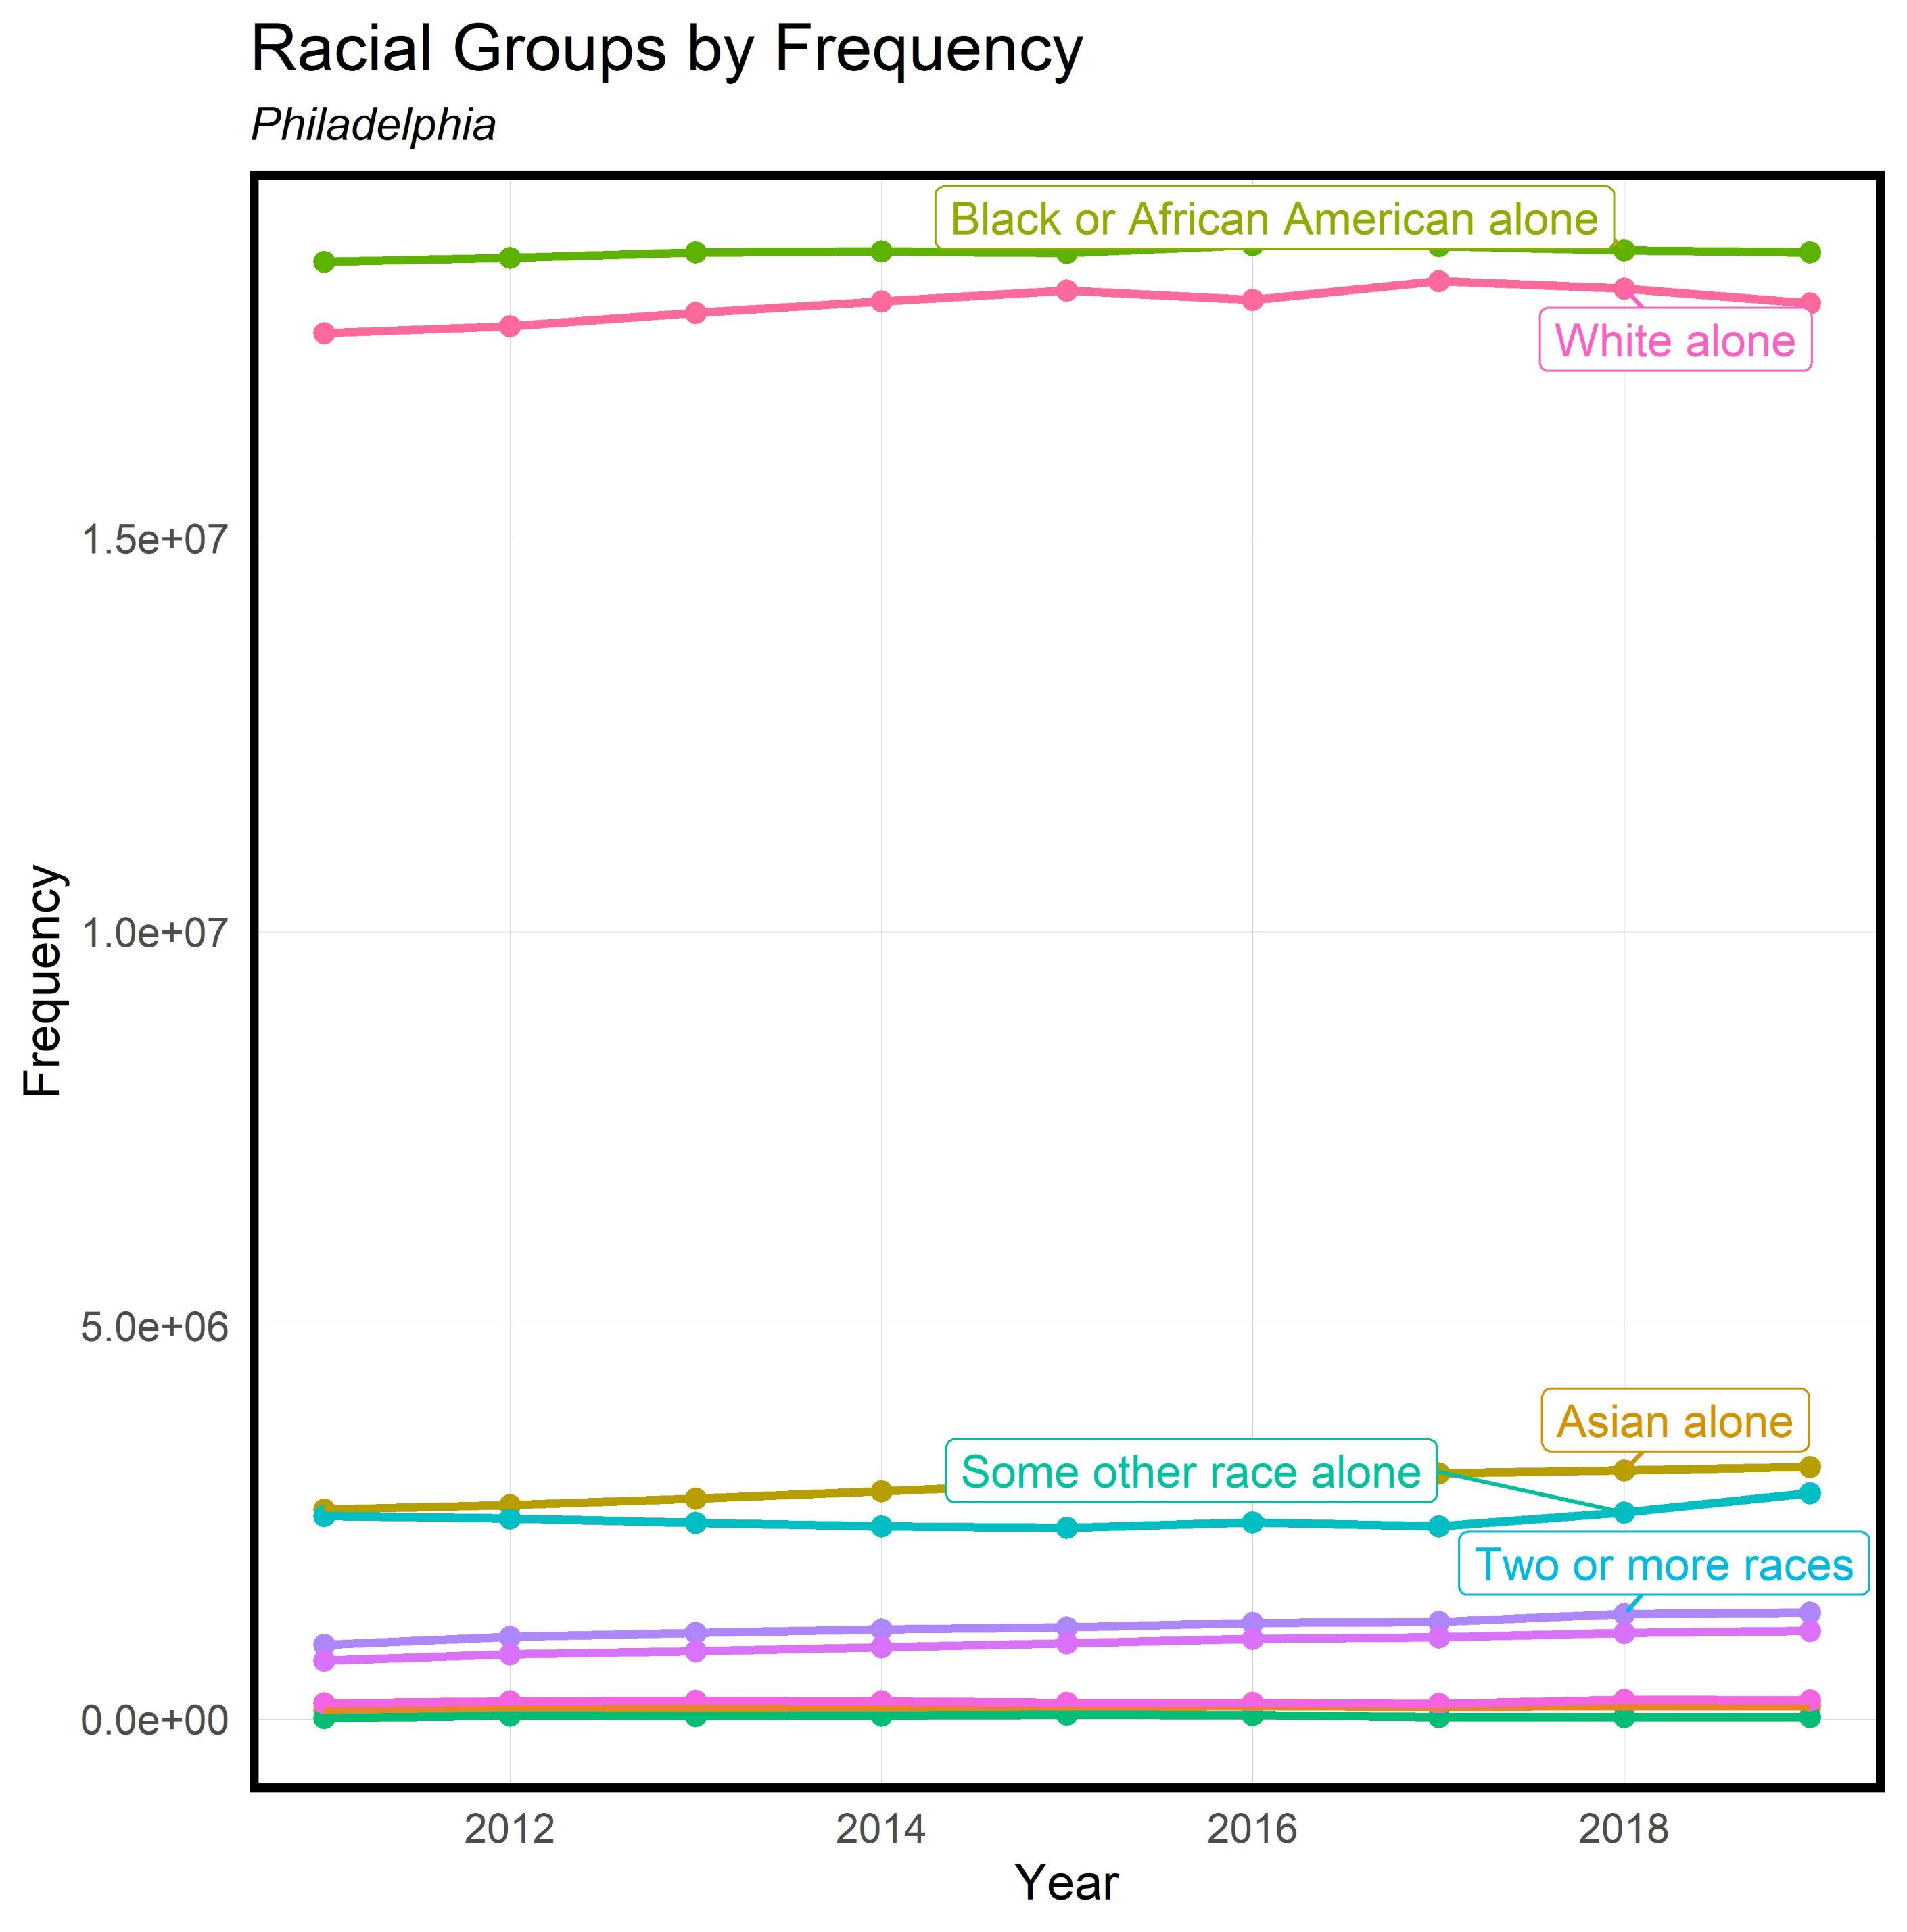 Racial Groups by Frequency
Philadelphia
Black or African American alone
White alone
1.5e+07
1.0e+07
Frequency
5.0e+06
Asian alone
Some other race alone
Two or more races
0.0e+00
2012
2014
2016
2018
Year